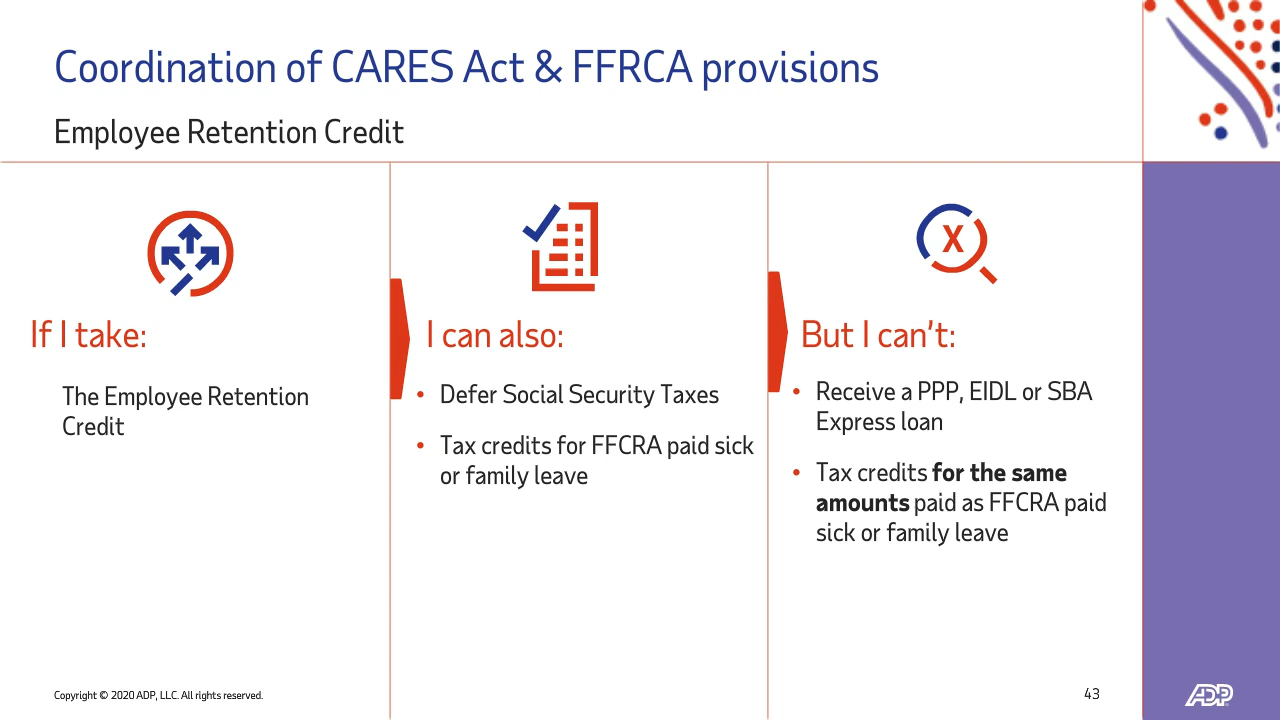 Coordination of CARES Act & FFRCA provisions
Employee Retention Credit
If I take:
The Employee Retention
Credit
I can also:
• Defer Social Security Taxes
• Tax credits for FFCRA paid sick
or family leave
X
But I can't:
• Receive a PPP, EIDL or SBA
Express loan
• Tax credits for the same
amounts paid as FFCRA paid
sick or family leave
Copyright © 2020 ADP, LLC. All rights reserved.
43
ADP